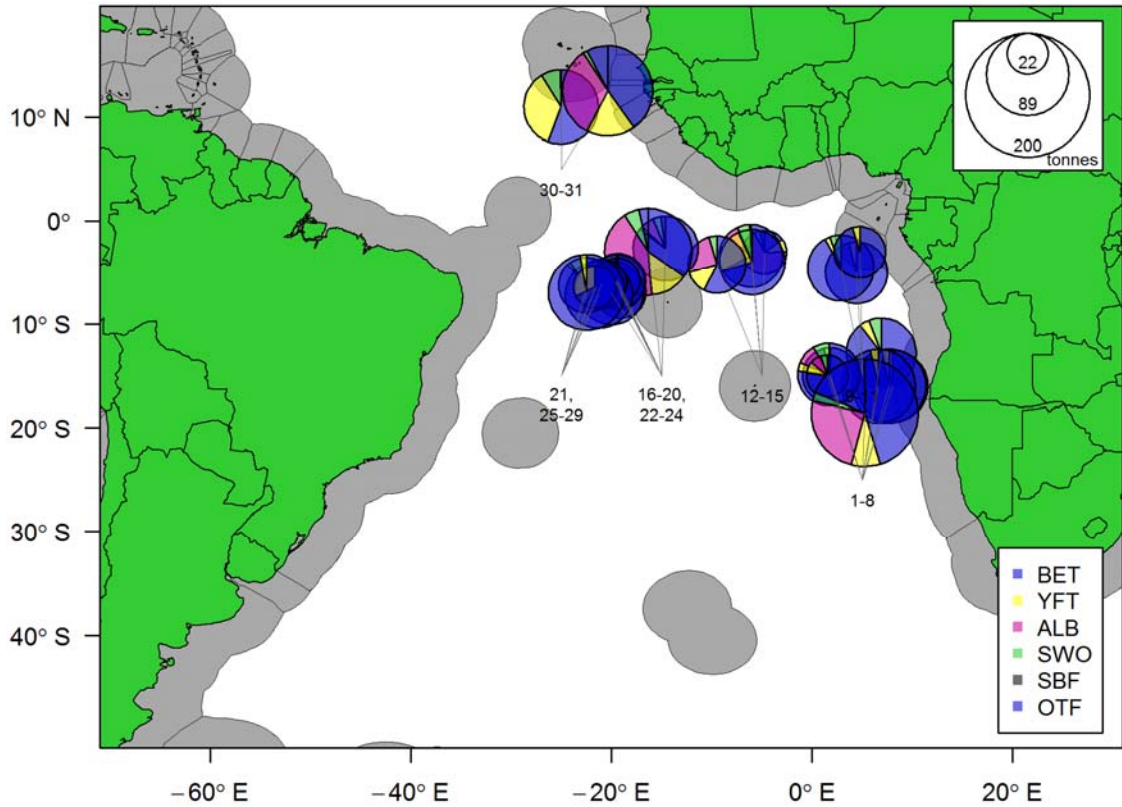 22
89
200
tonnes
10° N
0°
10° S
20° S
30° S
40° S
30-31
21,
25-29
16-20,
22-24
12-15
1-8
BET
YFT
ALB
SWO
SBF
OTF
−60° E
−40° E
−20° E
0° E
20° E